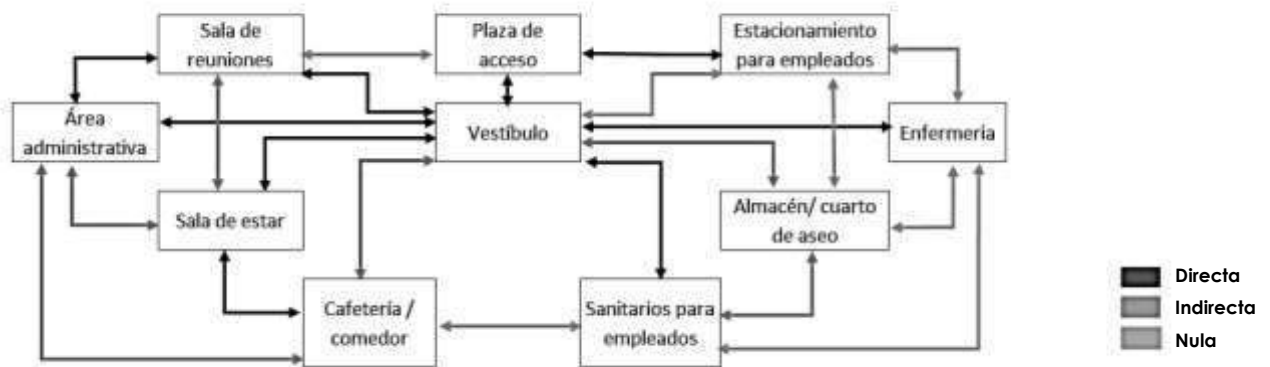 Sala de
reuniones
Plaza de
acceso
Estacionamiento
para empleados
Área
administrativa
Vestíbulo
Enfermería
Sala de estar
Almacén/ cuarto
de aseo
Cafetería /
comedor
Sanitarios para
empleados
Directa
Indirecta
Nula